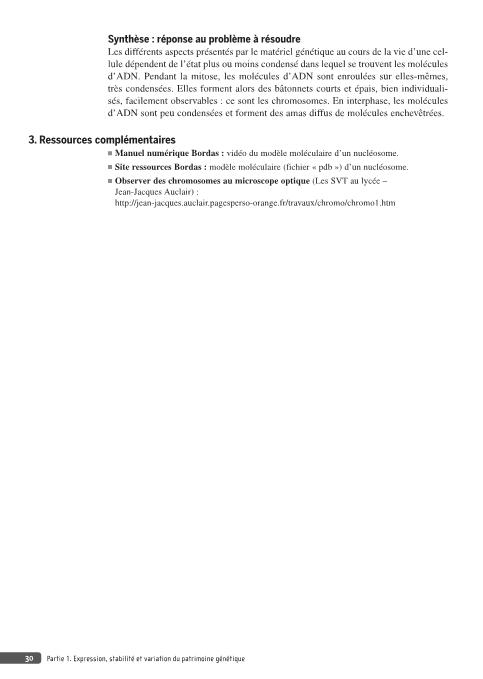 Synthèse : réponse au problème à résoudre
Les différents aspects présentés par le matériel génétique au cours de la vie d'une cel-
lule dépendent de l'état plus ou moins condensé dans lequel se trouvent les molécules
d'ADN. Pendant la mitose, les molécules d'ADN sont enroulées sur elles-mêmes,
très condensées. Elles forment alors des bâtonnets courts et épais, bien individuali-
sés, facilement observables : ce sont les chromosomes. En interphase, les molécules
d'ADN sont peu condensées et forment des amas diffus de molécules enchevêtrées.
3. Ressources complémentaires
■ Manuel numérique Bordas : vidéo du modèle moléculaire d'un nucléosome.
■ Site ressources Bordas : modèle moléculaire (fichier « pdb ») d'un nucléosome.
■ Observer des chromosomes au microscope optique (Les SVT au lycée –
Jean-Jacques Auclair) :
http://jean-jacques.auclair.pagesperso-orange.fr/travaux/chromo/chromo1.htm
30 Partie 1. Expression, stabilité et variation du patrimoine génétique